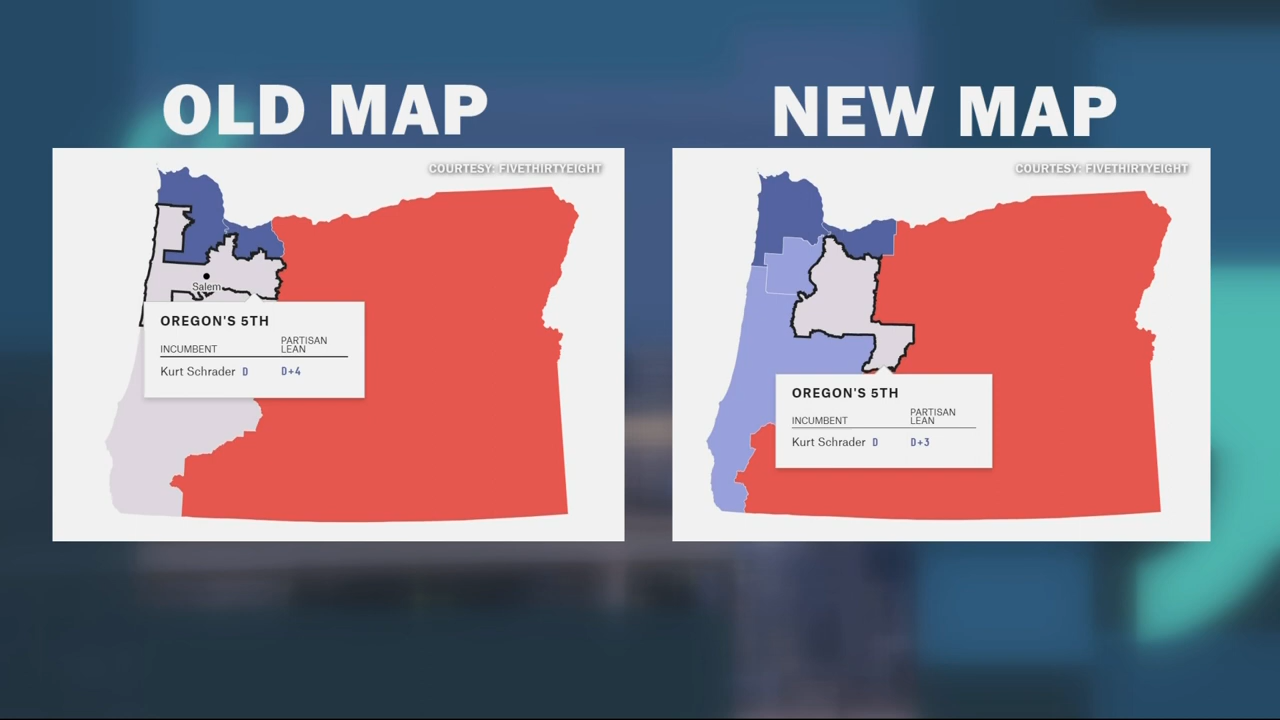 OLD MAP
COURTESY: FIVETHIRTYEIGHT
Salem
OREGON'S 5TH
INCUMBENT
PARTISAN
LEAN
Kurt Schrader D
D+4
NEW MAP
COURTESY: FIVETHIRTYEIGHT
OREGON'S 5TH
INCUMBENT
PARTISAN
LEAN
Kurt Schrader D
D+3